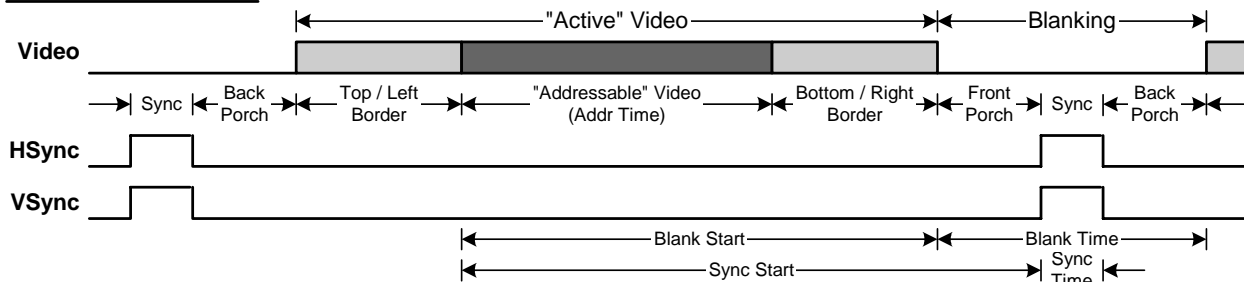 "Active" Video
Blanking
Video
Sync
Back Porch
Top / Left Border
"Addressable" Video (Addr Time)
Bottom / Right Border
Front Porch
Sync
Back Porch
HSync
VSync
Blank Start
Blank Time
Sync Start
Sync Time